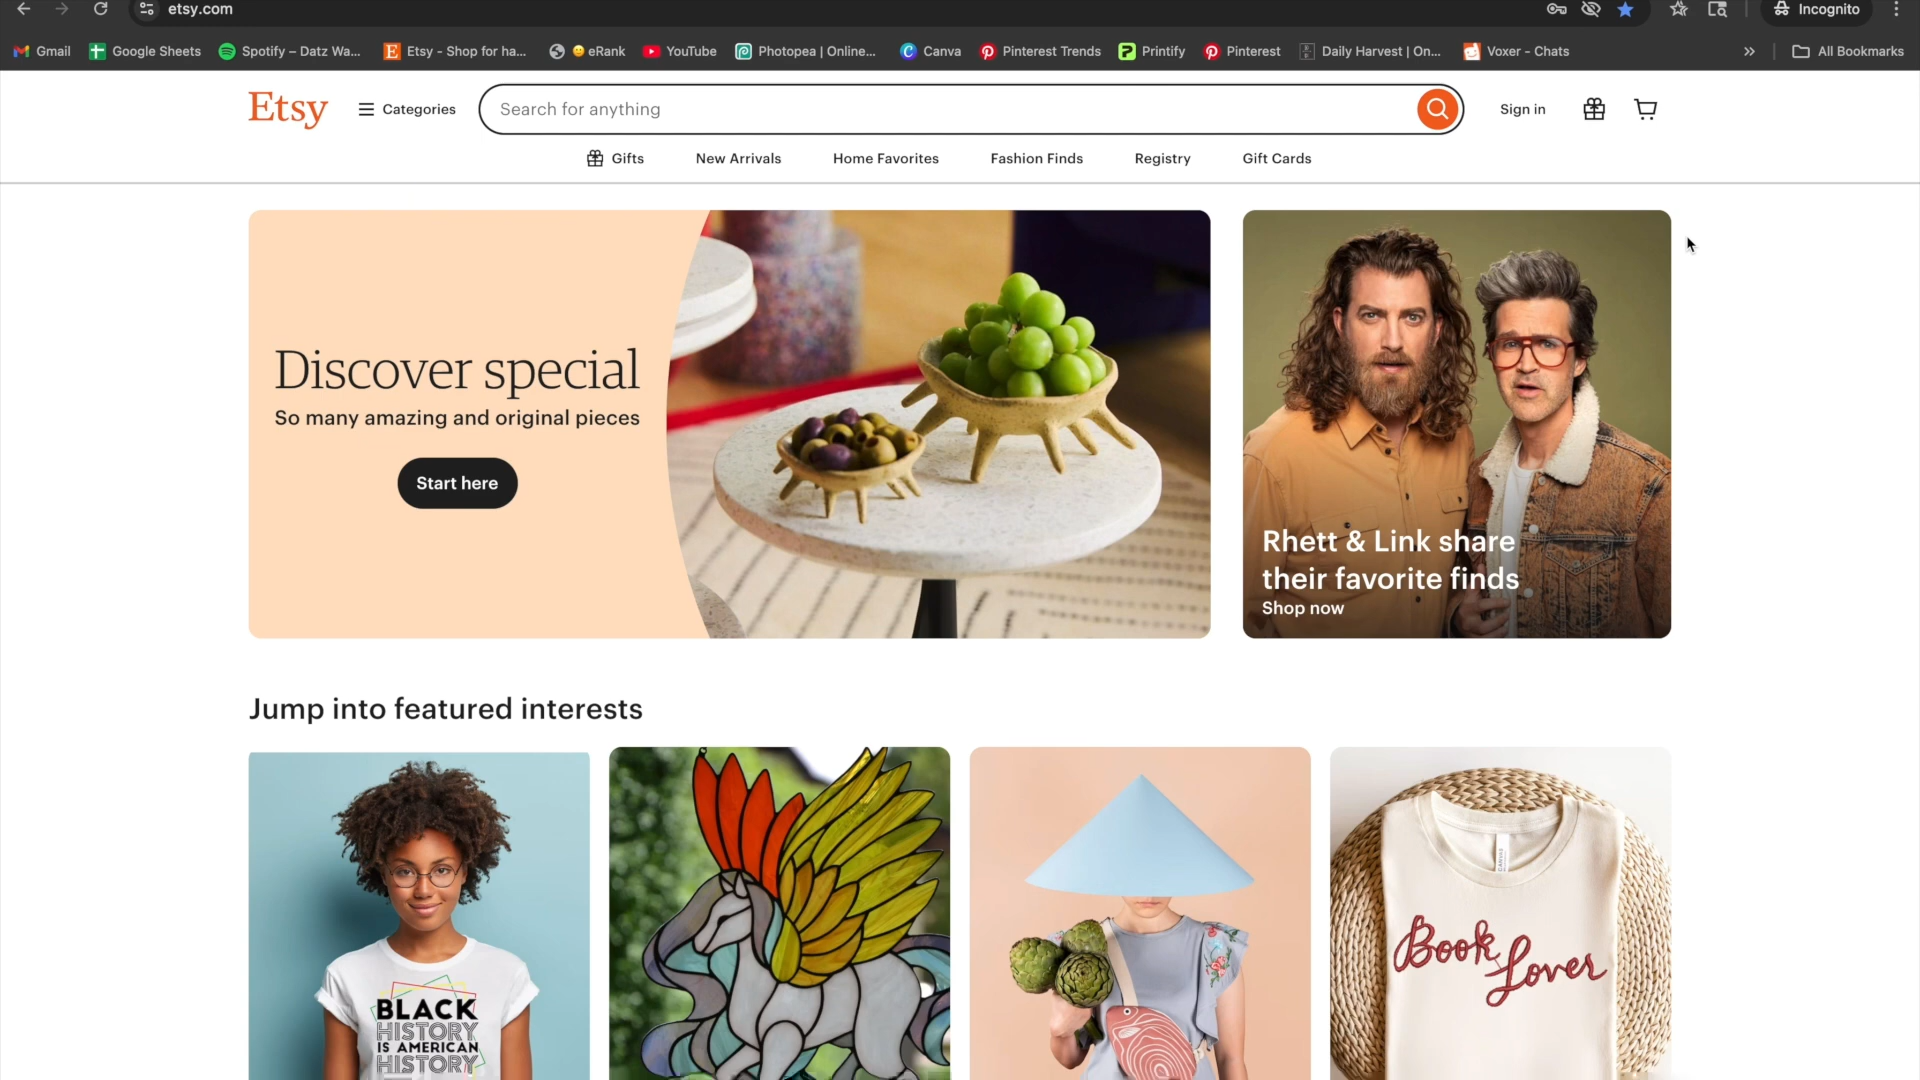 etsy.com
Incognito
Gmail
Google Sheets
Spotify – Datz Wa...
Etsy - Shop for ha...
eRank
YouTube
Photopea | Online...
Canva
Pinterest Trends
Printify
Pinterest
Daily Harvest | On...
Voxer - Chats
All Bookmarks
Etsy
Categories
Search for anything
Sign in
Gifts
New Arrivals
Home Favorites
Fashion Finds
Registry
Gift Cards
Discover special
So many amazing and original pieces
Start here
Rhett & Link share
their favorite finds
Shop now
Jump into featured interests
BLACK
HISTORY
IS AMERICAN
HISTORY
Book
Lover